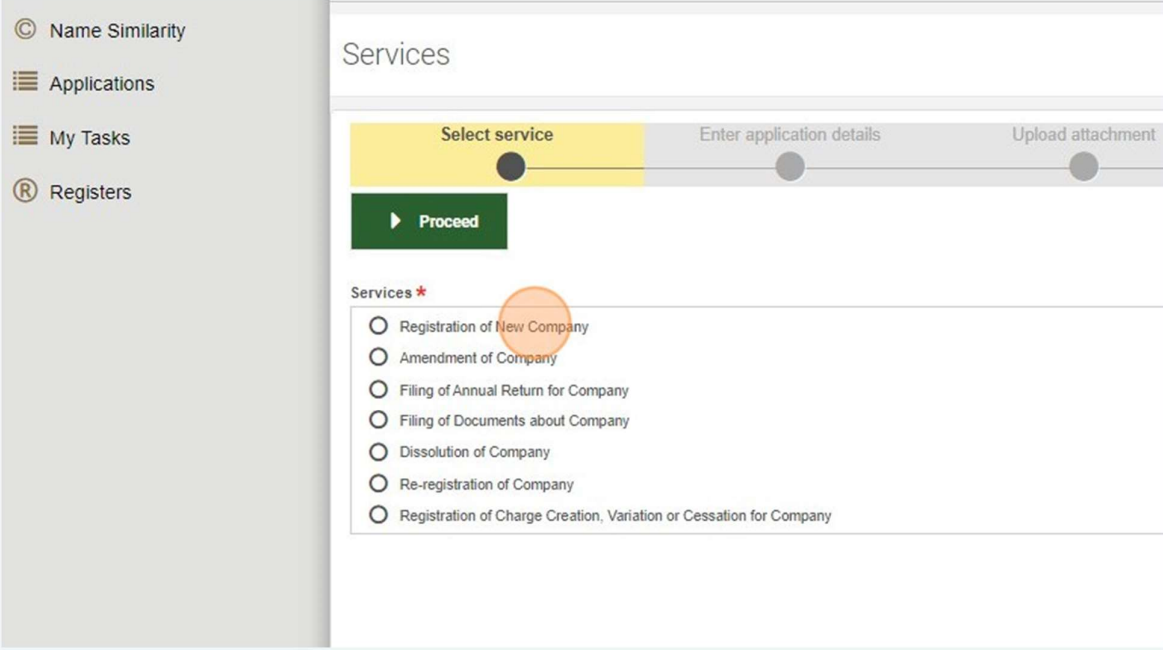 Name Similarity
Applications
My Tasks
Registers
Services
Select service
Enter application details
Upload attachment
Proceed
Services *
Registration of New Company
Amendment of Company
Filing of Annual Return for Company
Filing of Documents about Company
Dissolution of Company
Re-registration of Company
Registration of Charge Creation, Variation or Cessation for Company